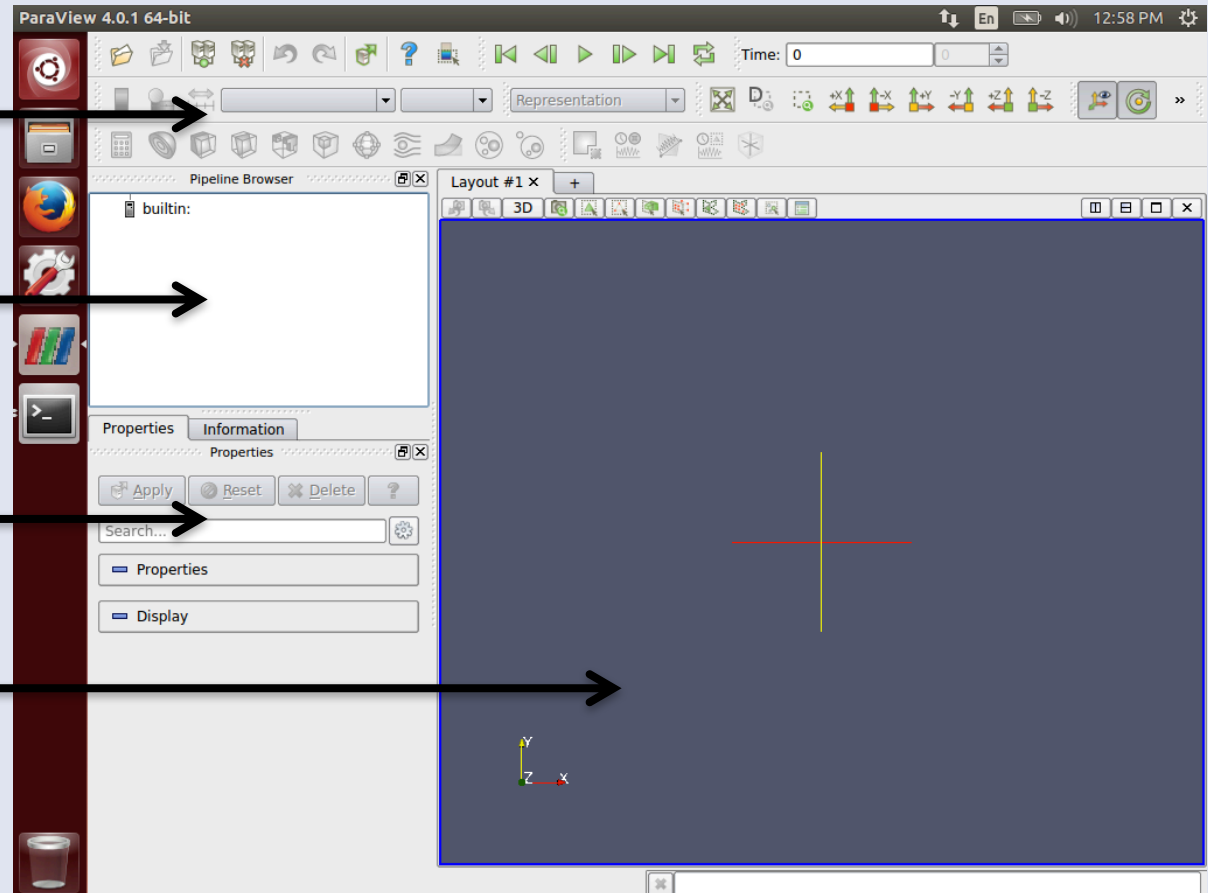 ParaView 4.0.1 64-bit
En
12:58 PM
?
Time: 0
0
Representation
+X
-X
+Y
-Y
+Z
-Z
»
Pipeline Browser
Layout #1 x
+
builtin:
3D
Properties
Information
Properties
Apply
Reset
Delete
?
Search...
Properties
Display
Y
Z
X